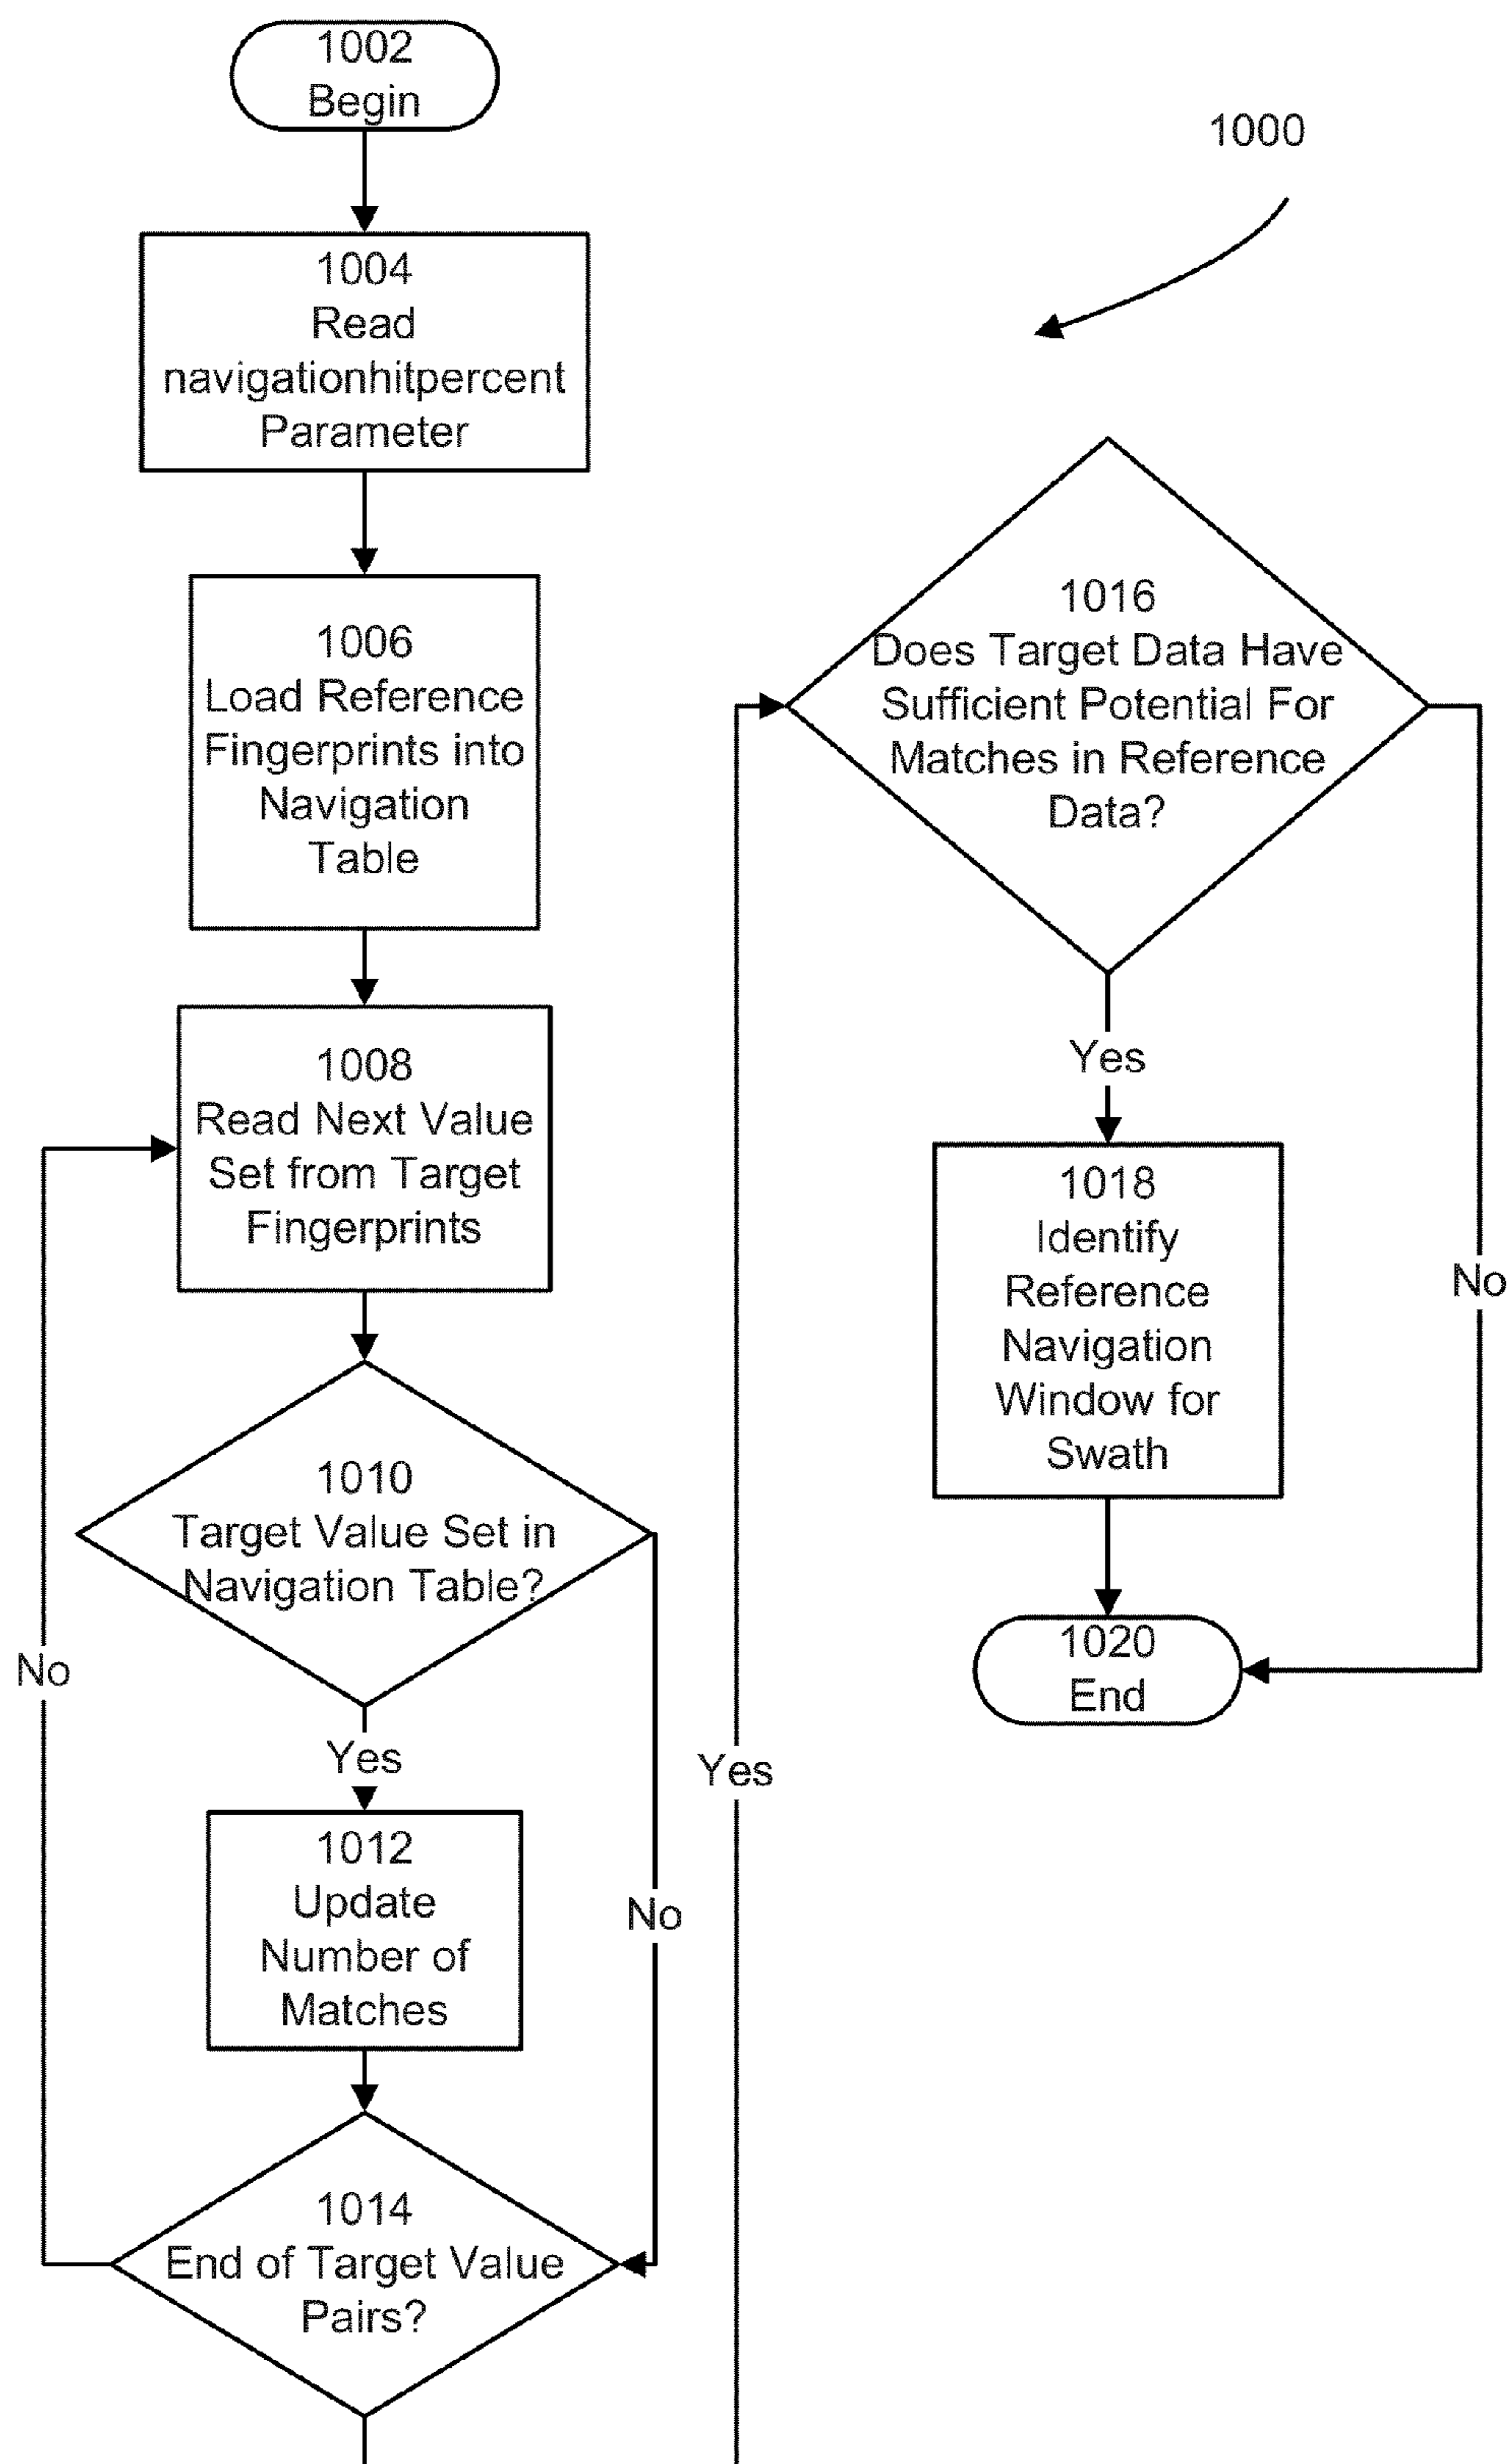 1002
Begin
1004
Read
navigationhitpercent
Parameter
1006
Load Reference
Fingerprints into
Navigation
Table
1008
Read Next Value
Set from Target
Fingerprints
1010
Target Value Set in
Navigation Table?
No
Yes
1012
Update
Number of
Matches
No
1014
End of Target Value
Pairs?
Yes
1000
1016
Does Target Data Have
Sufficient Potential For
Matches in Reference
Data?
Yes
1018
Identify
Reference
Navigation
Window for
Swath
No
1020
End